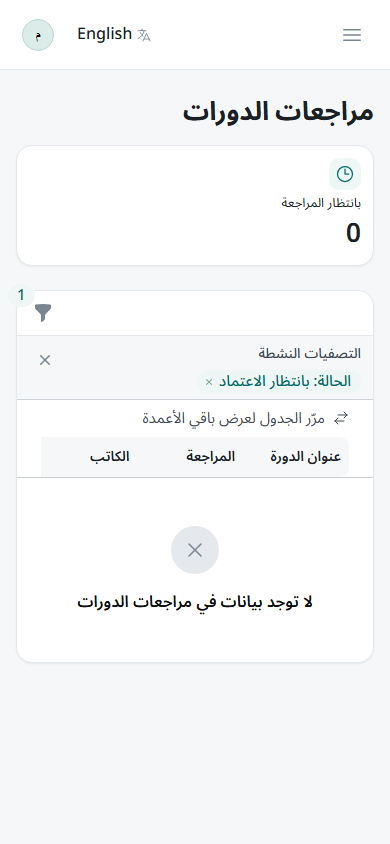 English
م
مراجعات الدورات
بانتظار المراجعة
0
1
التصفيات النشطة
الحالة: بانتظار الاعتماد ×
مرّر الجدول لعرض باقي الأعمدة
عنوان الدورة المراجعة الكاتب
لا توجد بيانات في مراجعات الدورات